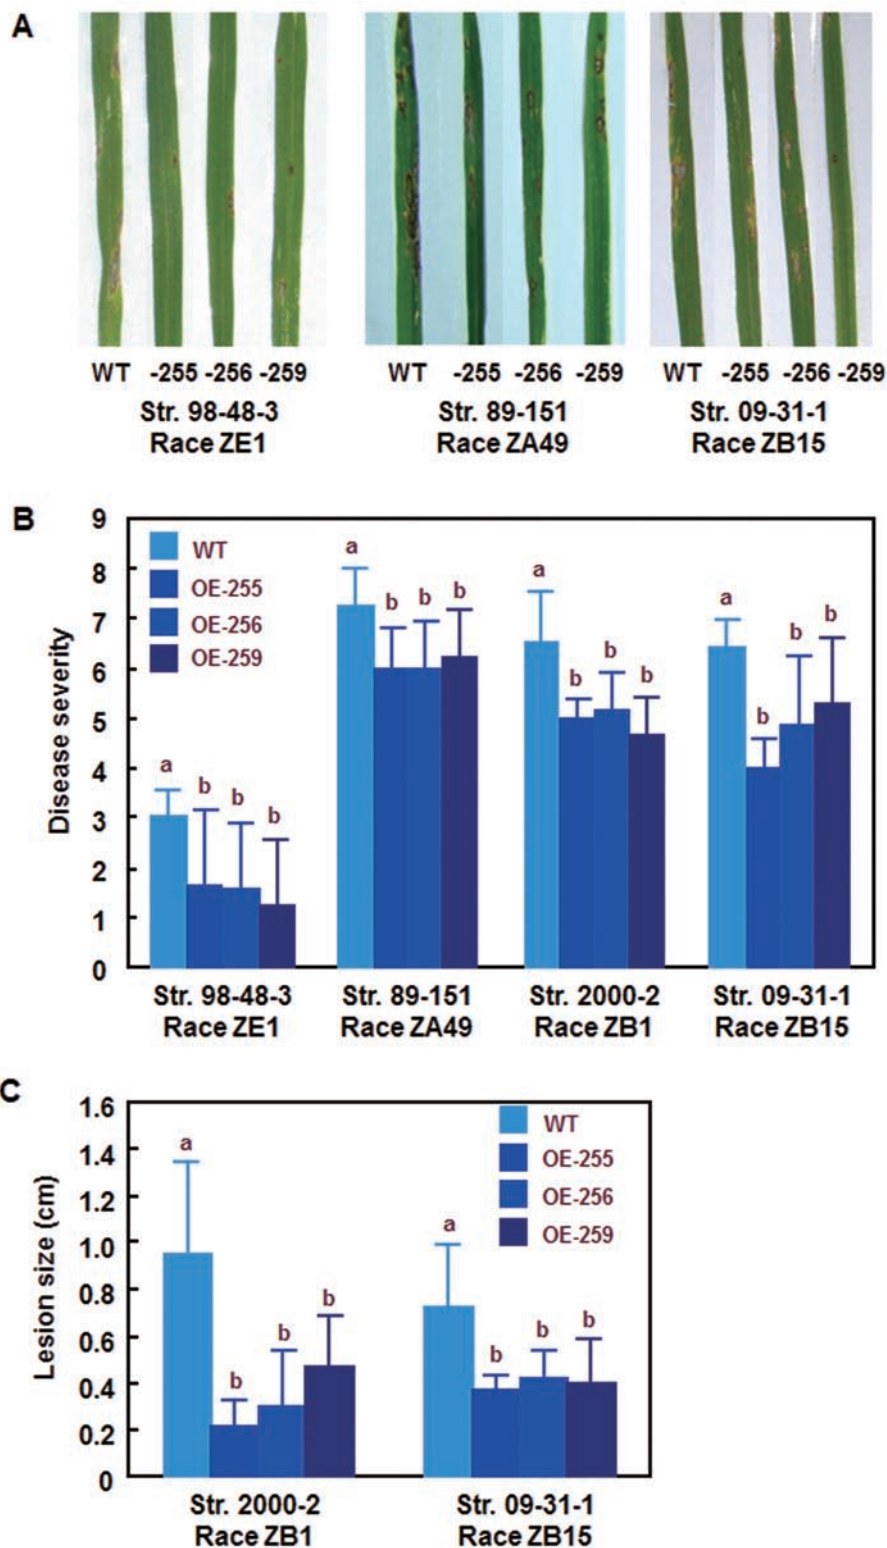 A
WT -255 -256 -259
Str. 98-48-3
Race ZE1
WT -255 -256 -259
Str. 89-151
Race ZA49
WT -255 -256 -259
Str. 09-31-1
Race ZB15
B
Disease severity
9
8
7
6
5
4
3
2
1
0
WT
OE-255
OE-256
OE-259
a b b b
a b b b
a b b b
a b b b
Str. 98-48-3
Race ZE1
Str. 89-151
Race ZA49
Str. 2000-2
Race ZB1
Str. 09-31-1
Race ZB15
C
Lesion size (cm)
1.6
1.4
1.2
1.0
0.8
0.6
0.4
0.2
0
WT
OE-255
OE-256
OE-259
a b b b
a b b b
Str. 2000-2
Race ZB1
Str. 09-31-1
Race ZB15